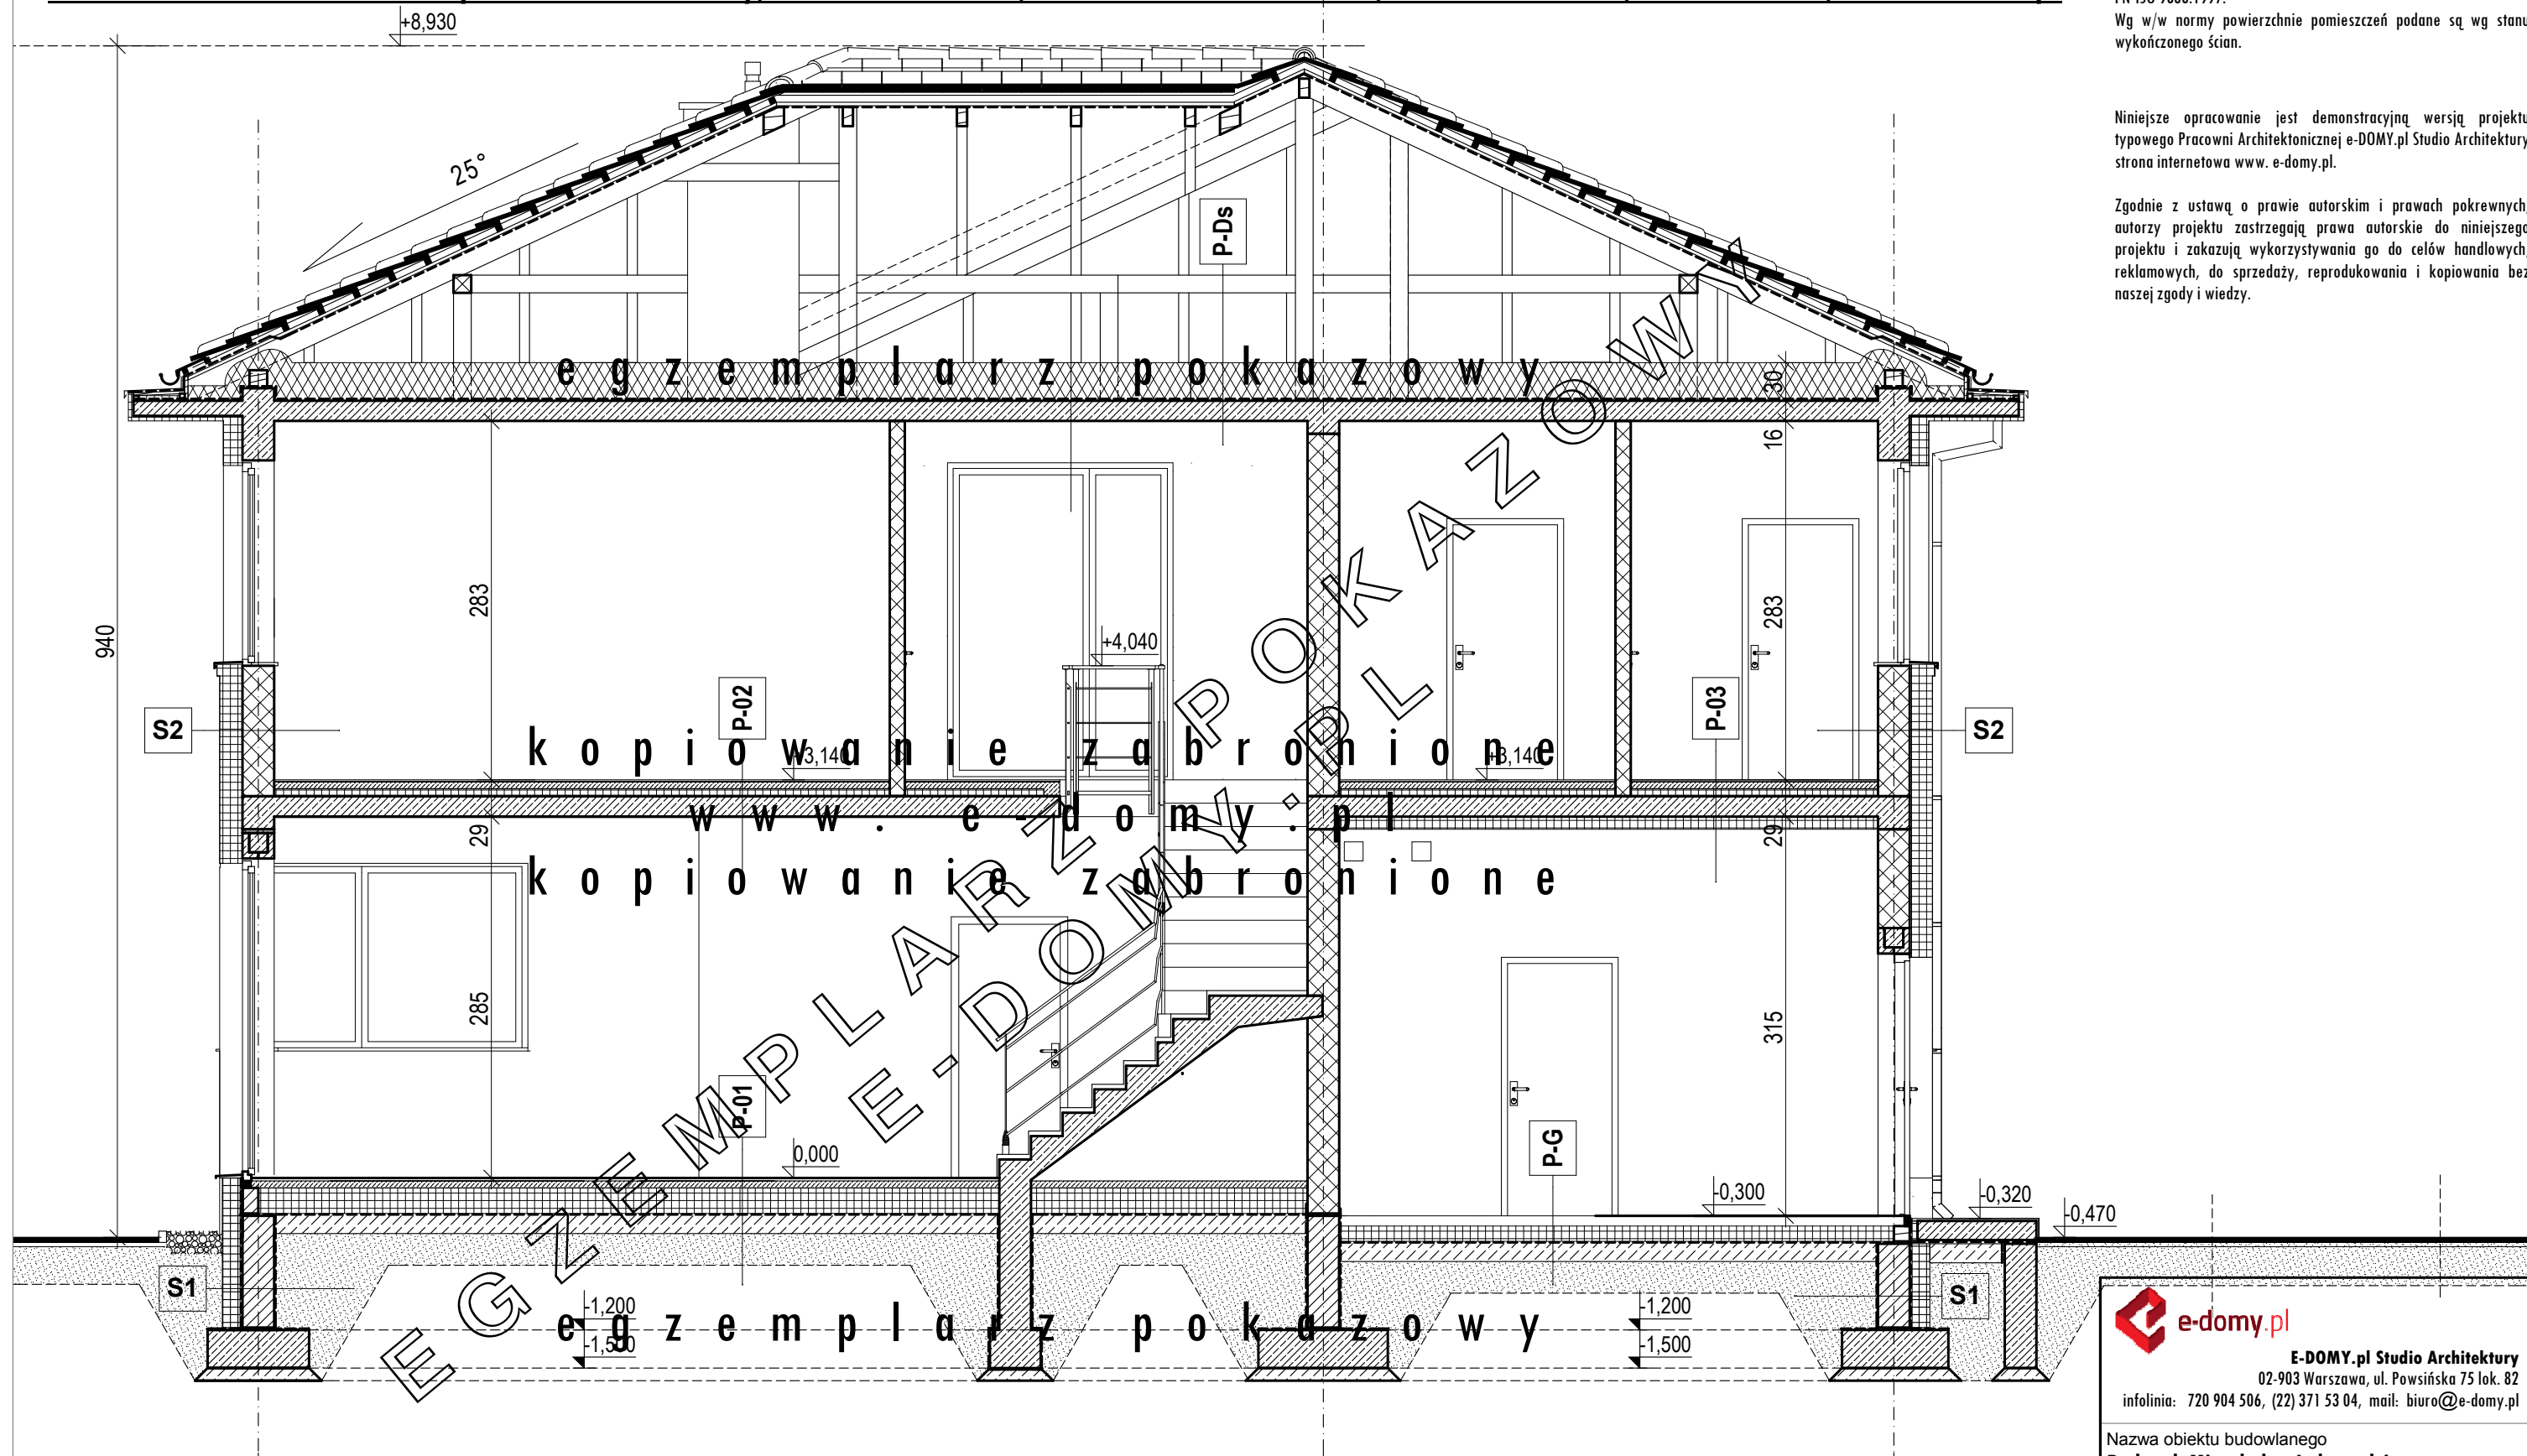 +8,930
Wg w/w normy powierzchnie pomieszczeń podane są wg stanu
wykończonego ścian.
Niniejsze opracowanie jest demonstracyjną wersją projektu
typowego Pracowni Architektonicznej e-DOMY.pl Studio Architektury
strona internetowa www. e-domy.pl.
Zgodnie z ustawą o prawie autorskim i prawach pokrewnych,
autorzy projektu zastrzegają prawa autorskie do niniejszego
projektu i zakazują wykorzystywania go do celów handlowych,
reklamowych, do sprzedaży, reprodukowania i kopiowania bez
naszej zgody i wiedzy.
25°
P-Ds
egzemplarz pokazowy
30
16
283
283
940
+4,040
P-02
P-03
S2
S2
kopiowanie zabronione
+3,140
+3,140
www.e-domy.pl
29
29
kopiowanie zabronione
EGZEMPLARZ POKAZOWY
E-DOMY.PL
285
315
P-01
P-G
0,000
-0,300
-0,320
-0,470
S1
S1
-1,200
-1,200
egzemplarz pokazowy
-1,500
-1,500
e-domy.pl
E-DOMY.pl Studio Architektury
02-903 Warszawa, ul. Powsińska 75 lok. 82
infolinia: 720 904 506, (22) 371 53 04, mail: biuro@e-domy.pl
Nazwa obiektu budowlanego